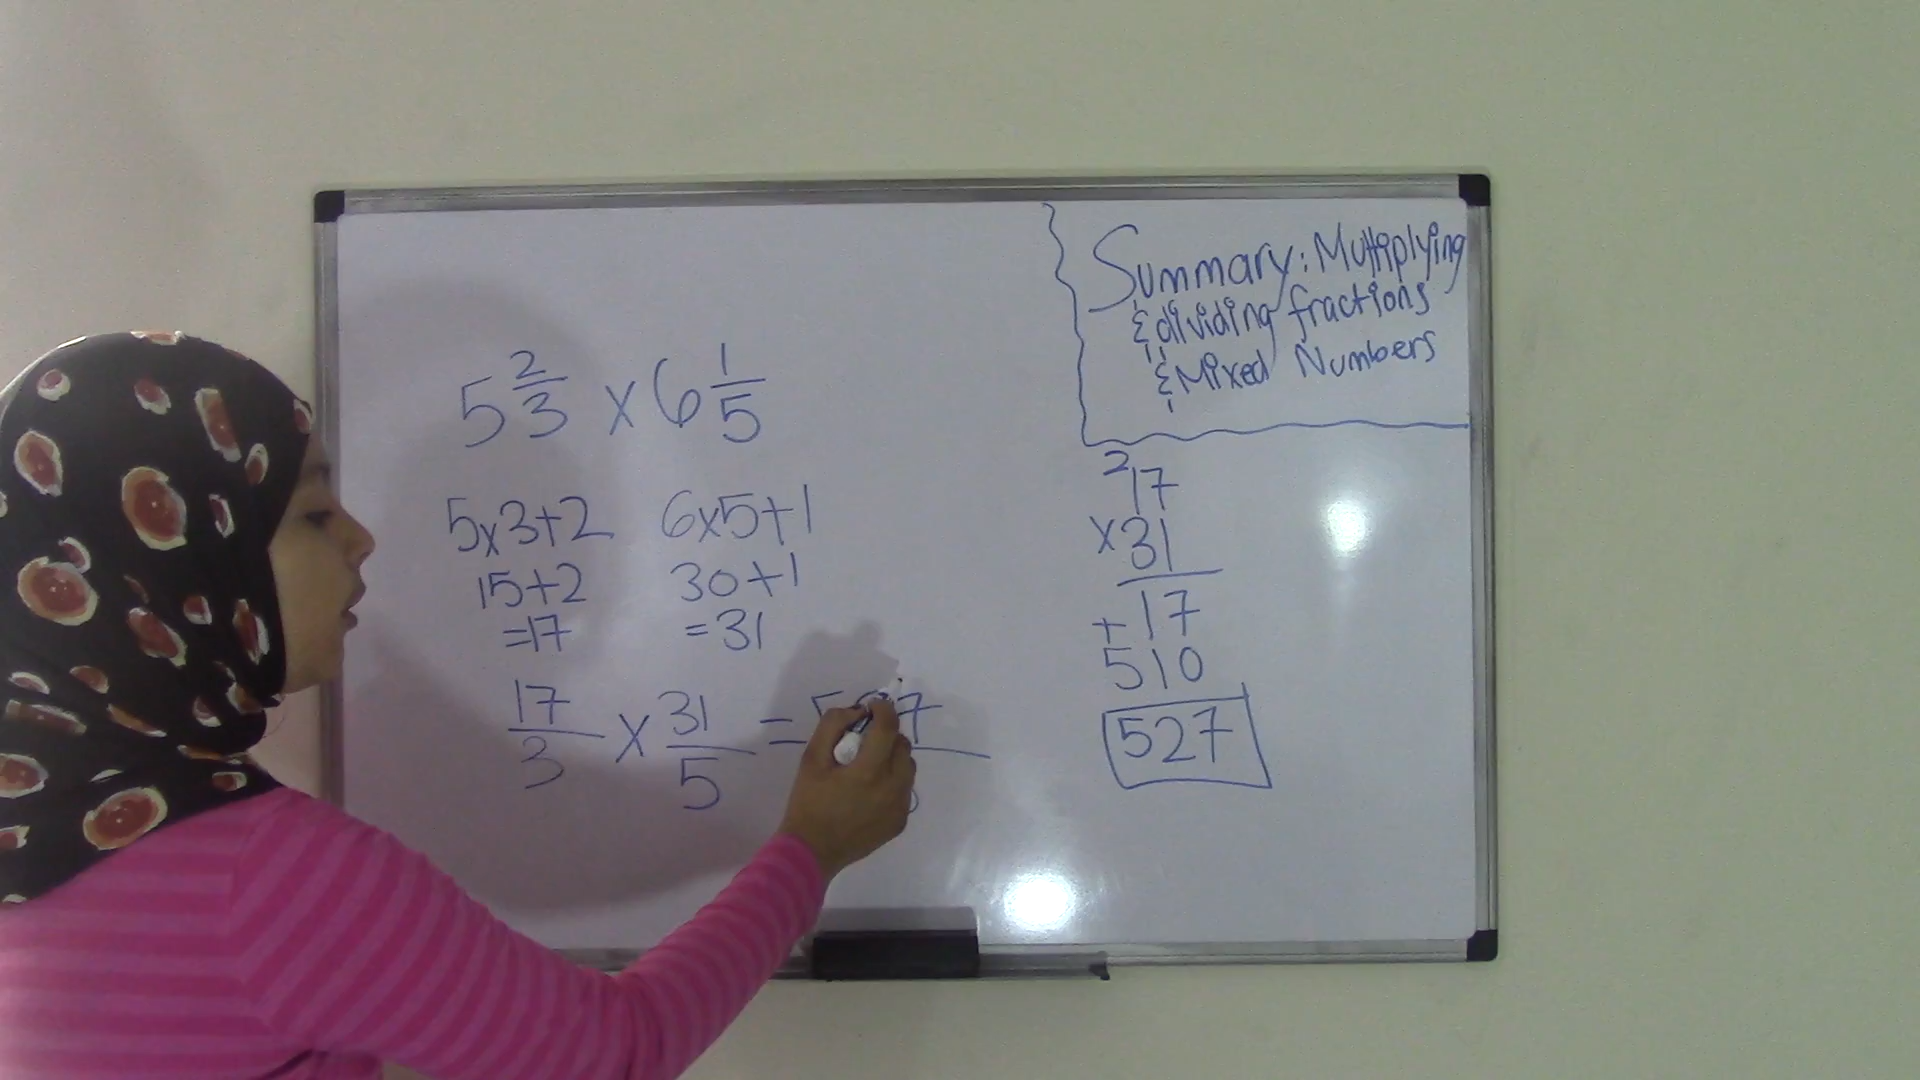 Summary: Multiplying
& dividing fractions
& Mixed Numbers
5 2/3 x 6 1/5
5x3+2 6x5+1
15+2 30+1
=17 =31
17/3 x 31/5 =
2
17
x31
+17
510
527